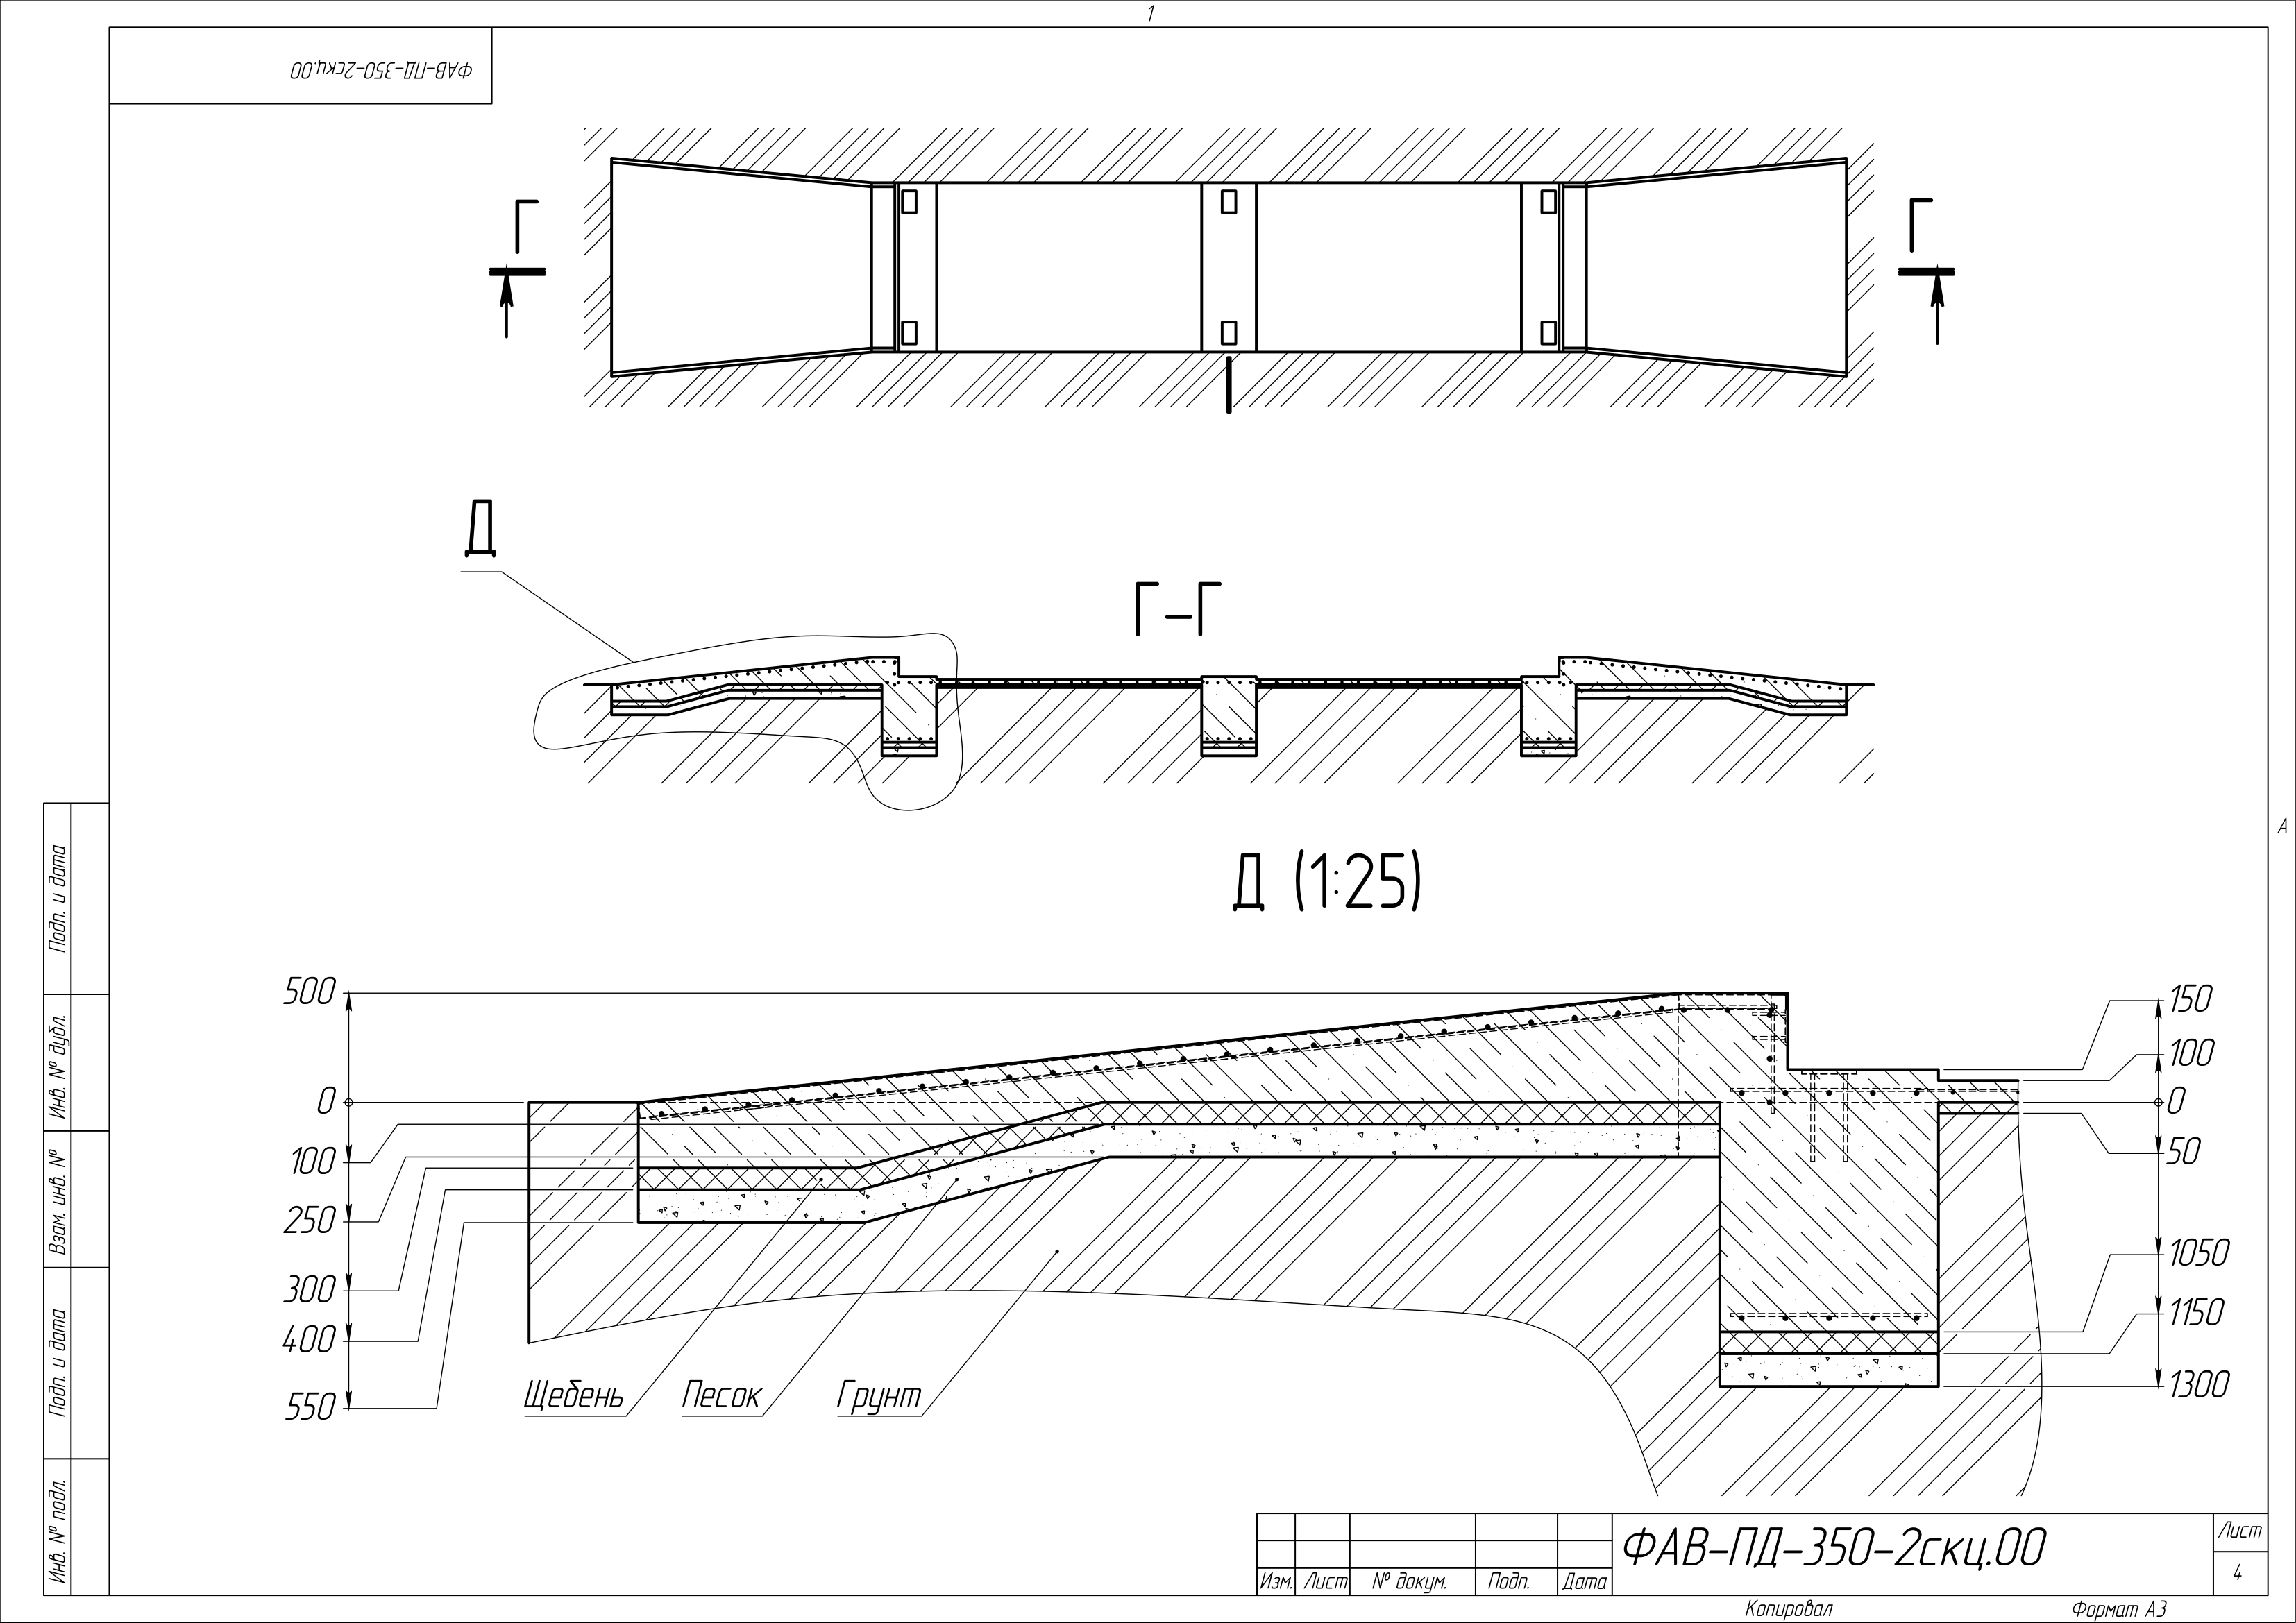 1
ФАВ-ПД-350-2скц.00
Г
Г
Д
Г-Г
А
Д (1:25)
500
0
100
250
300
400
550
150
100
0
50
1050
1150
1300
Щебень
Песок
Грунт
Подп. и дата
Инв. № дубл.
Взам. инв. №
Подп. и дата
Инв. № подл.
Изм. Лист № докум. Подп. Дата
ФАВ-ПД-350-2скц.00
Лист
4
Копировал
Формат А3